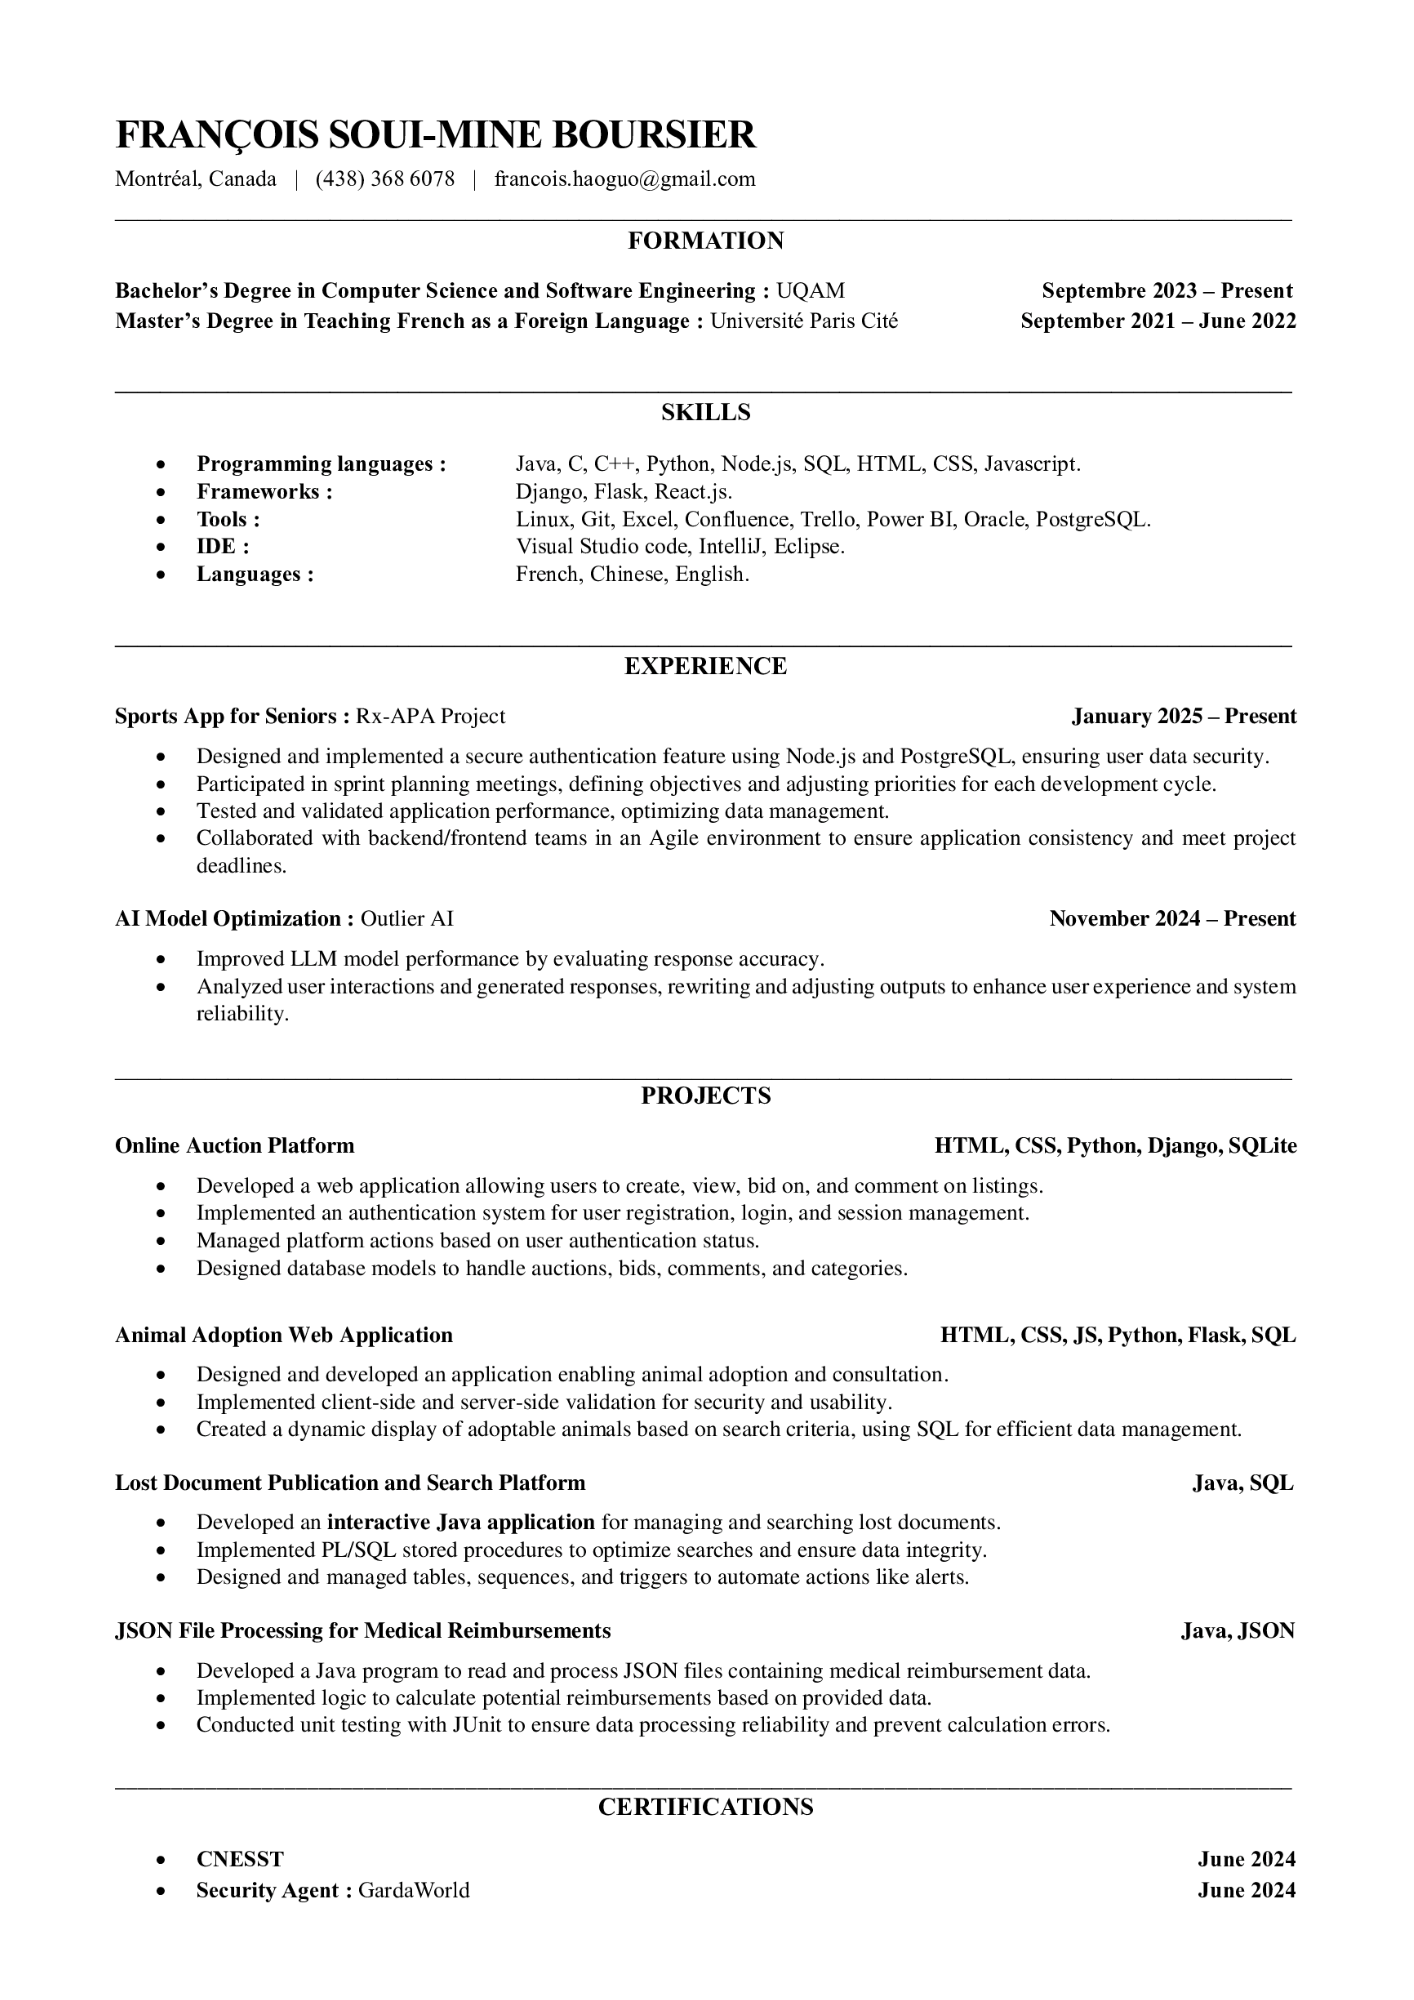 FRANÇOIS SOUI-MINE BOURSIER
Montréal, Canada | (438) 368 6078 | francois.haoguo@gmail.com
FORMATION
Bachelor’s Degree in Computer Science and Software Engineering : UQAM Septembre 2023 – Present
Master’s Degree in Teaching French as a Foreign Language : Université Paris Cité September 2021 – June 2022
SKILLS
• Programming languages : Java, C, C++, Python, Node.js, SQL, HTML, CSS, Javascript.
• Frameworks : Django, Flask, React.js.
• Tools : Linux, Git, Excel, Confluence, Trello, Power BI, Oracle, PostgreSQL.
• IDE : Visual Studio code, IntelliJ, Eclipse.
• Languages : French, Chinese, English.
EXPERIENCE
Sports App for Seniors : Rx-APA Project January 2025 – Present
• Designed and implemented a secure authentication feature using Node.js and PostgreSQL, ensuring user data security.
• Participated in sprint planning meetings, defining objectives and adjusting priorities for each development cycle.
• Tested and validated application performance, optimizing data management.
• Collaborated with backend/frontend teams in an Agile environment to ensure application consistency and meet project
deadlines.
AI Model Optimization : Outlier AI November 2024 – Present
• Improved LLM model performance by evaluating response accuracy.
• Analyzed user interactions and generated responses, rewriting and adjusting outputs to enhance user experience and system
reliability.
PROJECTS
Online Auction Platform HTML, CSS, Python, Django, SQLite
• Developed a web application allowing users to create, view, bid on, and comment on listings.
• Implemented an authentication system for user registration, login, and session management.
• Managed platform actions based on user authentication status.
• Designed database models to handle auctions, bids, comments, and categories.
Animal Adoption Web Application HTML, CSS, JS, Python, Flask, SQL
• Designed and developed an application enabling animal adoption and consultation.
• Implemented client-side and server-side validation for security and usability.
• Created a dynamic display of adoptable animals based on search criteria, using SQL for efficient data management.
Lost Document Publication and Search Platform Java, SQL
• Developed an interactive Java application for managing and searching lost documents.
• Implemented PL/SQL stored procedures to optimize searches and ensure data integrity.
• Designed and managed tables, sequences, and triggers to automate actions like alerts.
JSON File Processing for Medical Reimbursements Java, JSON
• Developed a Java program to read and process JSON files containing medical reimbursement data.
• Implemented logic to calculate potential reimbursements based on provided data.
• Conducted unit testing with JUnit to ensure data processing reliability and prevent calculation errors.
CERTIFICATIONS
• CNESST June 2024
• Security Agent : GardaWorld June 2024